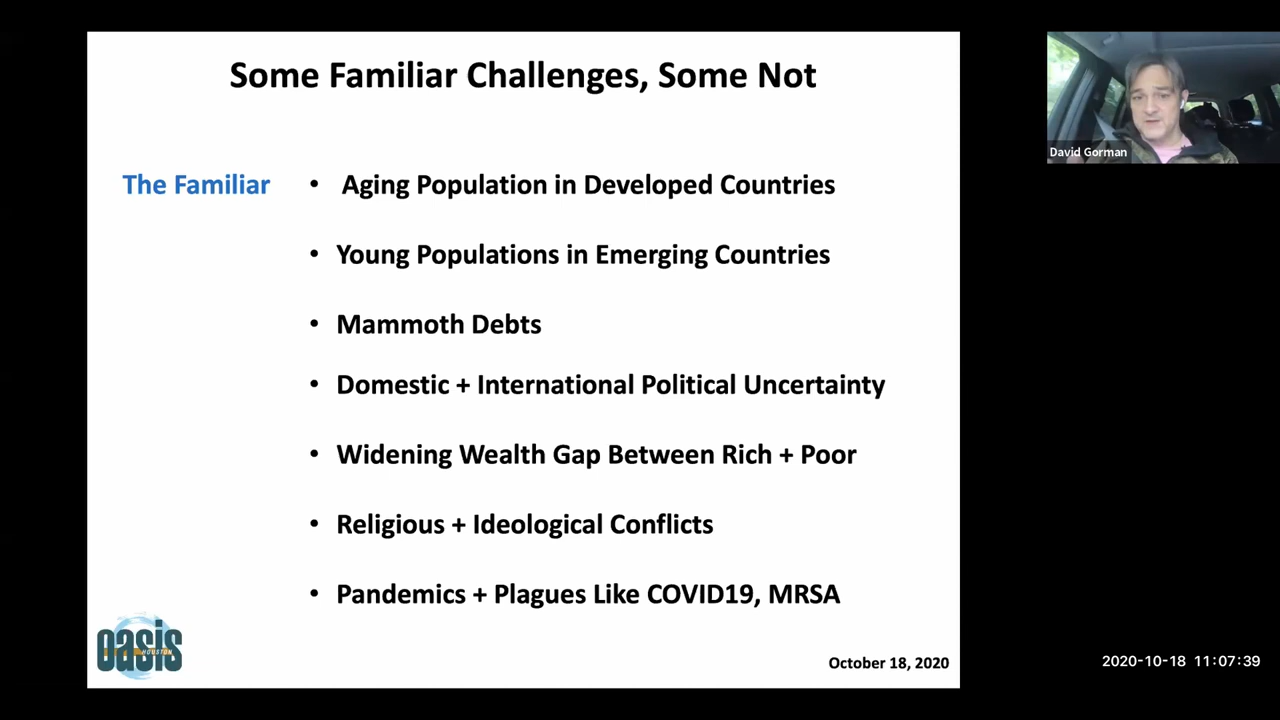 Some Familiar Challenges, Some Not
David Gorman
The Familiar
• Aging Population in Developed Countries
• Young Populations in Emerging Countries
• Mammoth Debts
• Domestic + International Political Uncertainty
• Widening Wealth Gap Between Rich + Poor
• Religious + Ideological Conflicts
• Pandemics + Plagues Like COVID19, MRSA
oasis
HOUSTON
October 18, 2020
2020-10-18 11:07:39